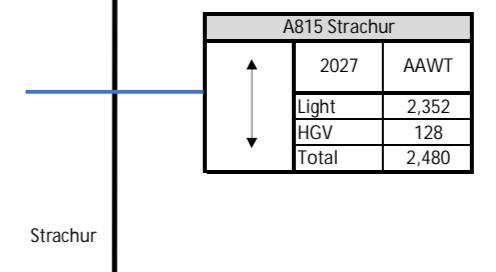 A815 Strachur
2027 AAWT
Light 2,352
HGV 128
Total 2,480
Strachur